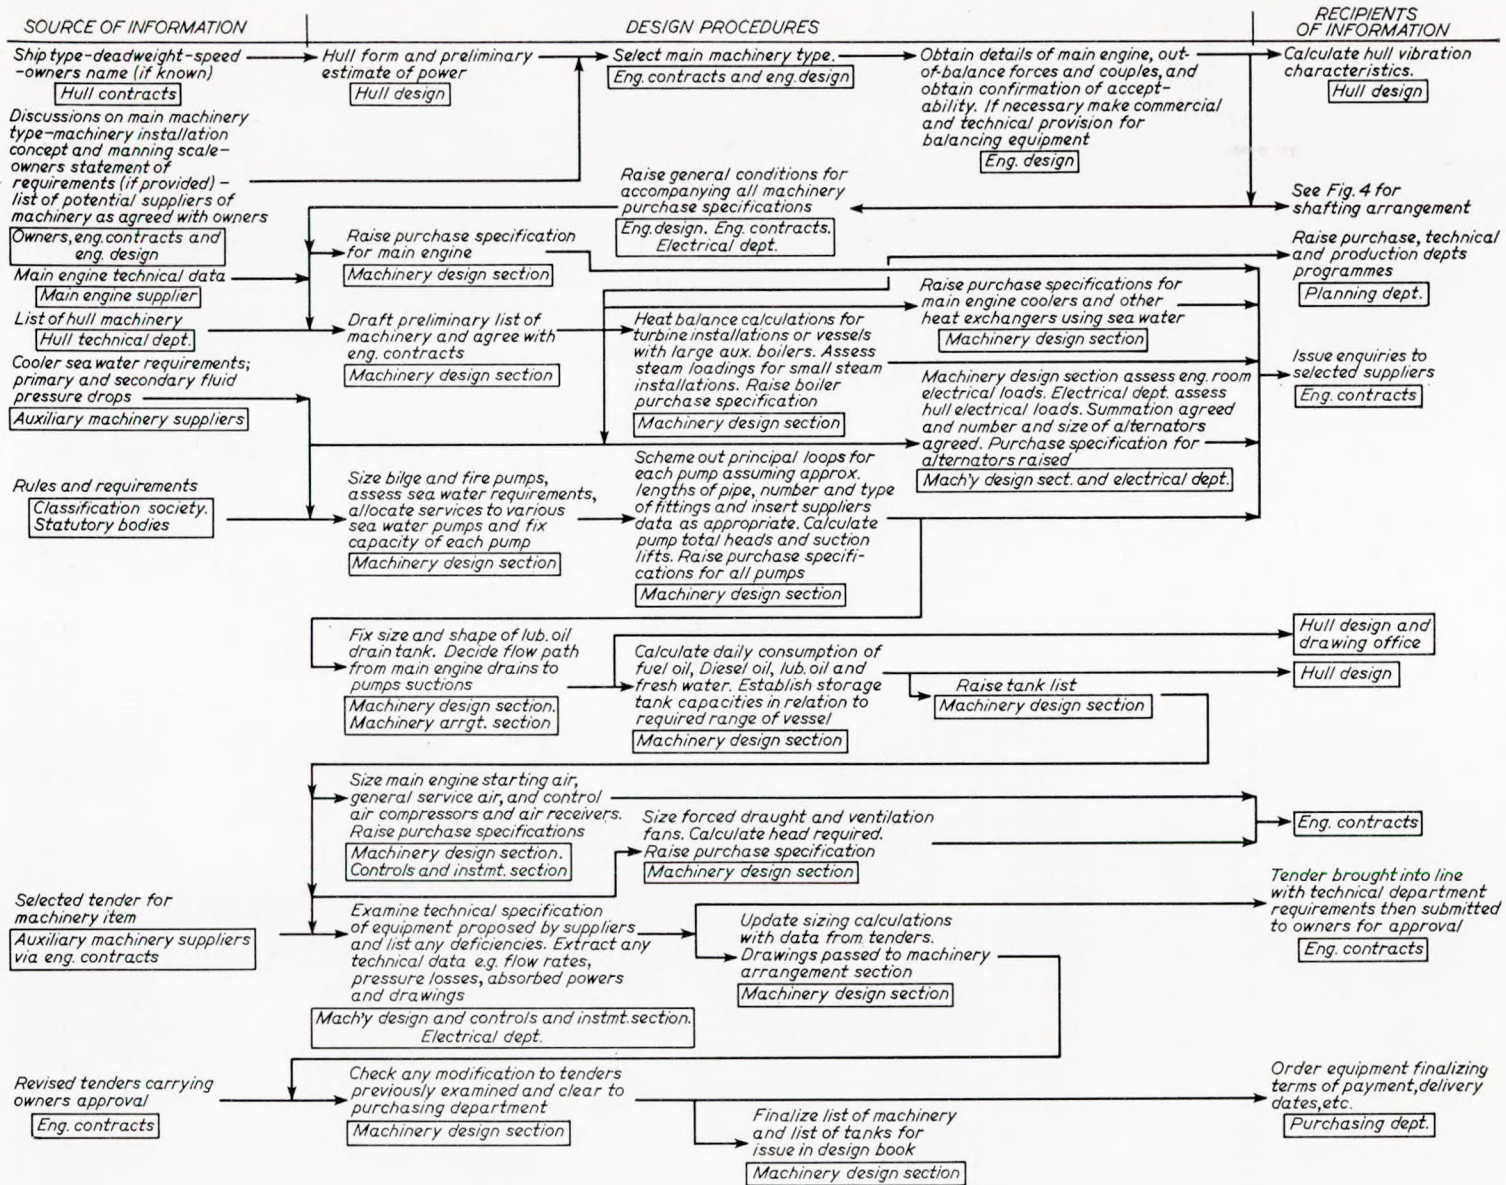 SOURCE OF INFORMATION
DESIGN PROCEDURES
RECIPIENTS
OF INFORMATION
Ship type-deadweight-speed
-owners name (if known)
Hull contracts
Hull form and preliminary
estimate of power
Hull design
Select main machinery type.
Eng. contracts and eng. design
Obtain details of main engine, out-
of-balance forces and couples, and
obtain confirmation of accept-
ability. If necessary make commercial
and technical provision for
balancing equipment
Eng. design
Calculate hull vibration
characteristics.
Hull design
Discussions on main machinery
type-machinery installation
concept and manning scale-
owners statement of
requirements (if provided) -
list of potential suppliers of
machinery as agreed with owners
Owners, eng. contracts and
eng. design
Raise general conditions for
accompanying all machinery
purchase specifications
Eng. design. Eng. contracts.
Electrical dept.
See Fig. 4 for
shafting arrangement
Raise purchase specification
for main engine
Machinery design section
Raise purchase, technical
and production depts
programmes
Planning dept.
Main engine technical data
Main engine supplier
Raise purchase specifications for
main engine coolers and other
heat exchangers using sea water
Machinery design section
List of hull machinery
Hull technical dept.
Draft preliminary list of
machinery and agree with
eng. contracts
Machinery design section
Heat balance calculations for
turbine installations or vessels
with large aux. boilers. Assess
steam loadings for small steam
installations. Raise boiler
purchase specification
Machinery design section
Issue enquiries to
selected suppliers
Eng. contracts
Cooler sea water requirements;
primary and secondary fluid
pressure drops
Auxiliary machinery suppliers
Machinery design section assess eng. room
electrical loads. Electrical dept. assess
hull electrical loads. Summation agreed
and number and size of alternators
agreed. Purchase specification for
alternators raised
Mach'y design sect. and electrical dept.
Rules and requirements
Classification society.
Statutory bodies
Size bilge and fire pumps,
assess sea water requirements,
allocate services to various
sea water pumps and fix
capacity of each pump
Machinery design section
Scheme out principal loops for
each pump assuming approx.
lengths of pipe, number and type
of fittings and insert suppliers
data as appropriate. Calculate
pump total heads and suction
lifts. Raise purchase specifi-
cations for all pumps
Machinery design section
Fix size and shape of lub. oil
drain tank. Decide flow path
from main engine drains to
pumps suctions
Machinery design section.
Machinery arrgt. section
Calculate daily consumption of
fuel oil, Diesel oil, lub. oil and
fresh water. Establish storage
tank capacities in relation to
required range of vessel
Machinery design section
Raise tank list
Machinery design section
Hull design and
drawing office
Hull design
Size main engine starting air,
general service air, and control
air compressors and air receivers.
Raise purchase specifications
Machinery design section.
Controls and instmt. section
Size forced draught and ventilation
fans. Calculate head required.
Raise purchase specification
Machinery design section
Eng. contracts
Selected tender for
machinery item
Auxiliary machinery suppliers
via eng. contracts
Examine technical specification
of equipment proposed by suppliers
and list any deficiencies. Extract any
technical data e.g. flow rates,
pressure losses, absorbed powers
and drawings
Mach'y design and controls and instmt. section.
Electrical dept.
Update sizing calculations
with data from tenders.
Drawings passed to machinery
arrangement section
Machinery design section
Tender brought into line
with technical department
requirements then submitted
to owners for approval
Eng. contracts
Revised tenders carrying
owners approval
Eng. contracts
Check any modification to tenders
previously examined and clear to
purchasing department
Machinery design section
Finalize list of machinery
and list of tanks for
issue in design book
Machinery design section
Order equipment finalizing
terms of payment, delivery
dates, etc.
Purchasing dept.